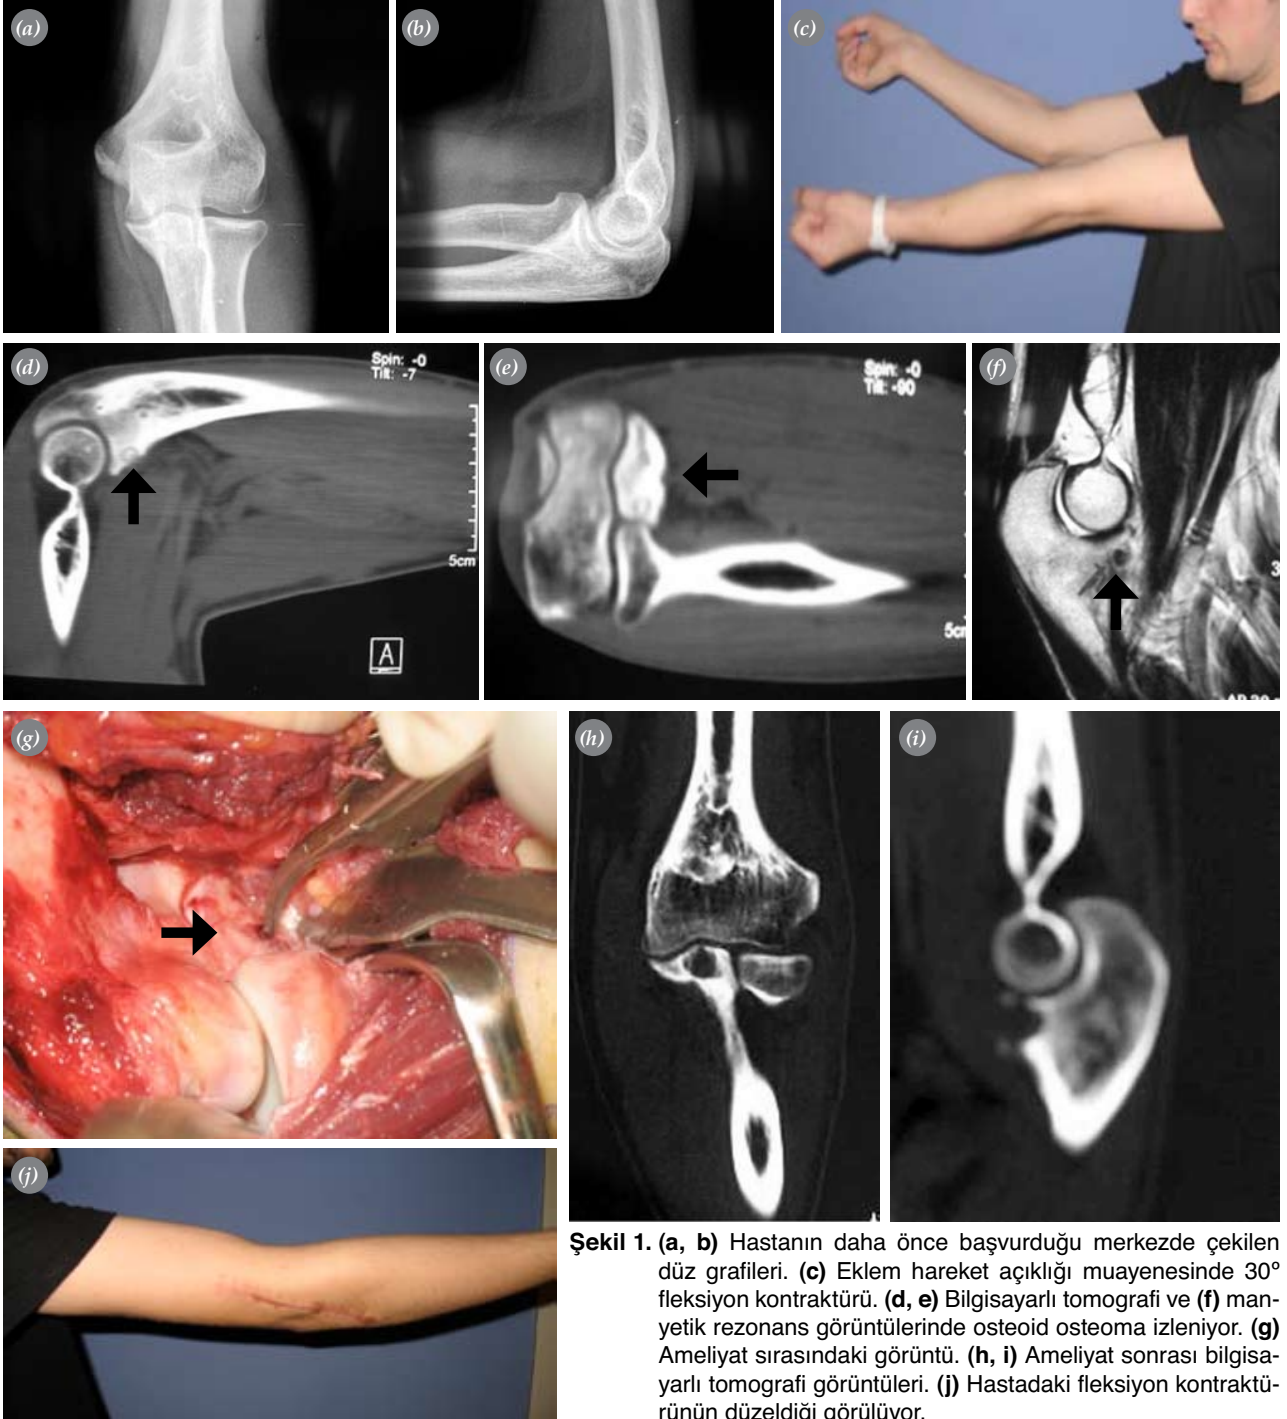 (a)
(b)
(c)
(d)
Spin: -0
Tilt: -7
5cm
A
(e)
Spin: -0
Tilt: -90
(f)
3
(g)
(h)
(i)
(j)
Şekil 1. (a, b) Hastanın daha önce başvurduğu merkezde çekilen
düz grafileri. (c) Eklem hareket açıklığı muayenesinde 30º
fleksiyon kontraktürü. (d, e) Bilgisayarlı tomografi ve (f) man-
yetik rezonans görüntülerinde osteoid osteoma izleniyor. (g)
Ameliyat sırasındaki görüntü. (h, i) Ameliyat sonrası bilgisa-
yarlı tomografi görüntüleri. (j) Hastadaki fleksiyon kontraktü-
rünün düzeldiği görülüyor.